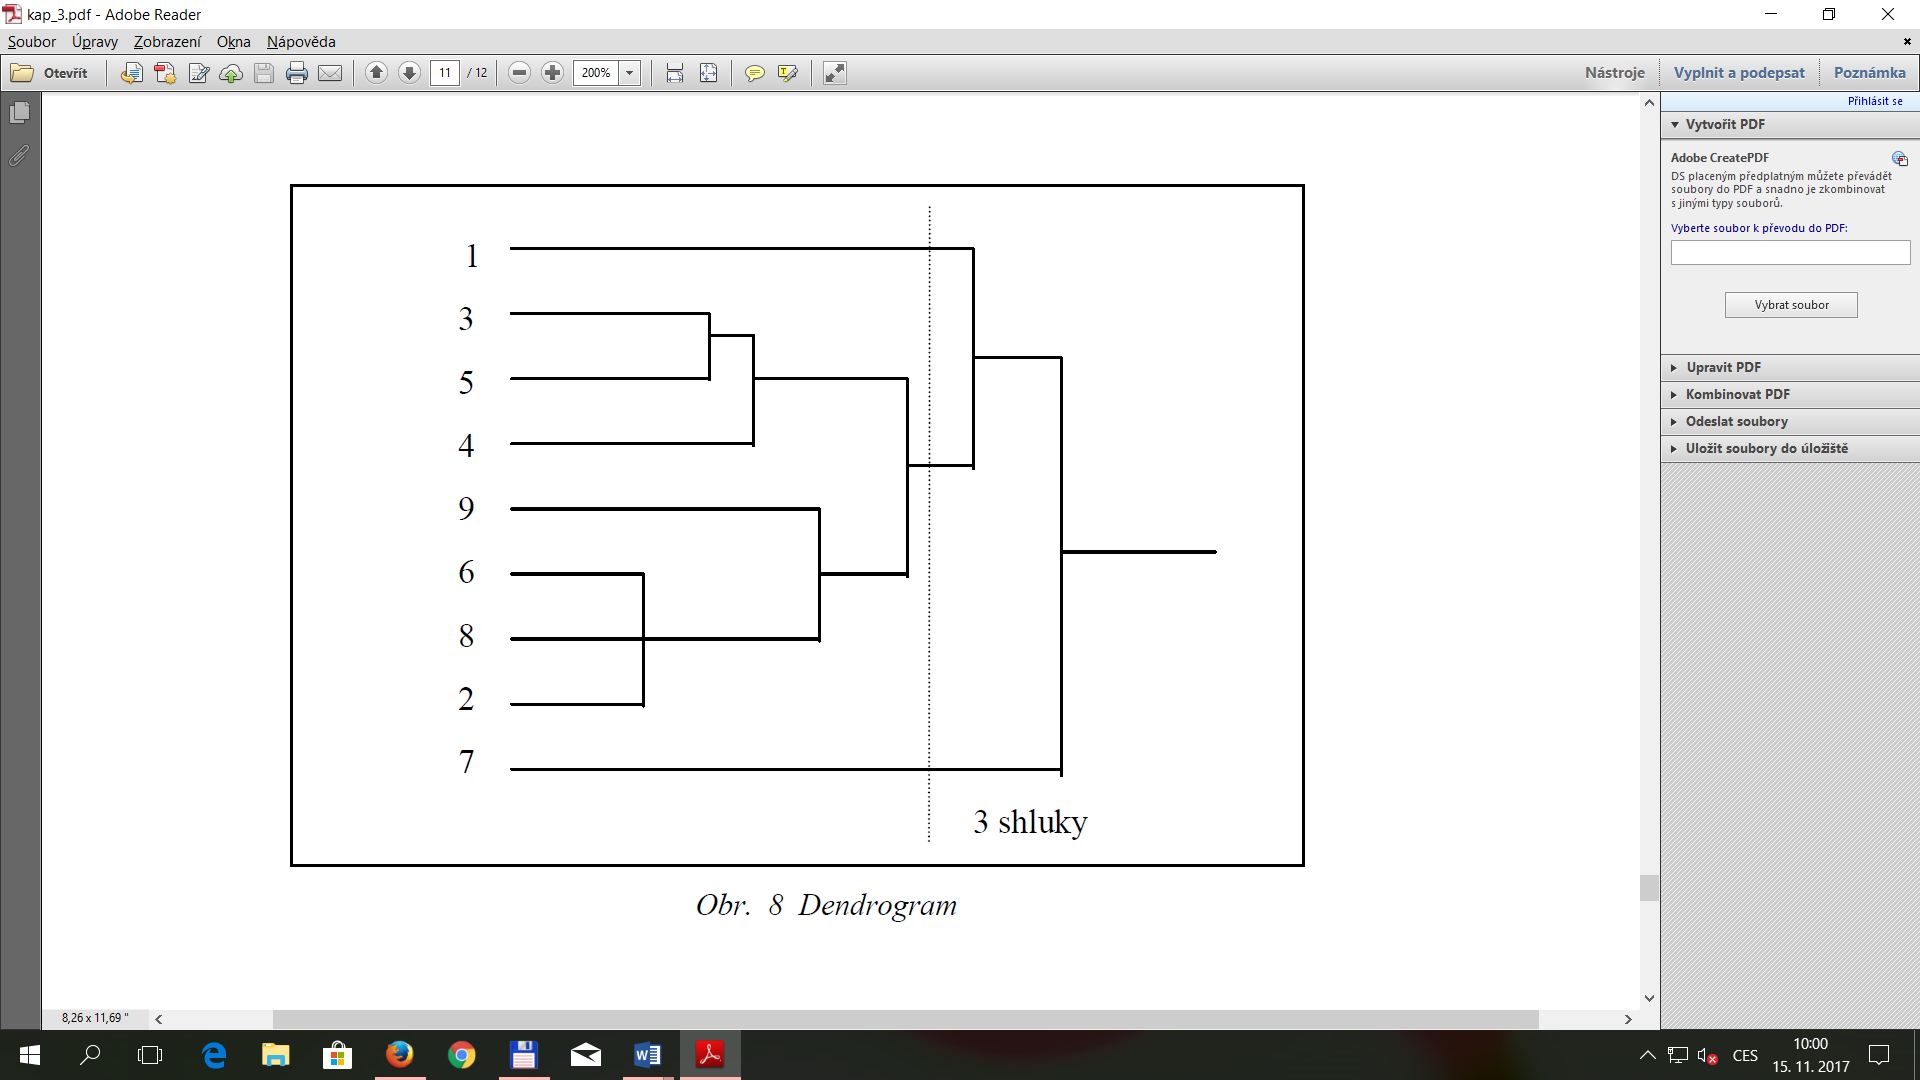 kap_3.pdf - Adobe Reader
Soubor Úpravy Zobrazení Okna Nápověda
Otevřít 11 / 12 200% Nástroje Vyplnit a podepsat Poznámka
Přihlásit se
Vytvořit PDF
Adobe CreatePDF
DS placeným předplatným můžete převádět
soubory do PDF a snadno je zkombinovat
s jinými typy souborů.
Vyberte soubor k převodu do PDF:
Vybrat soubor
Upravit PDF
Kombinovat PDF
Odeslat soubory
Uložit soubory do úložiště
1
3
5
4
9
6
8
2
7
3 shluky
Obr. 8 Dendrogram
8,26 x 11,69 "
CES
10:00
15. 11. 2017